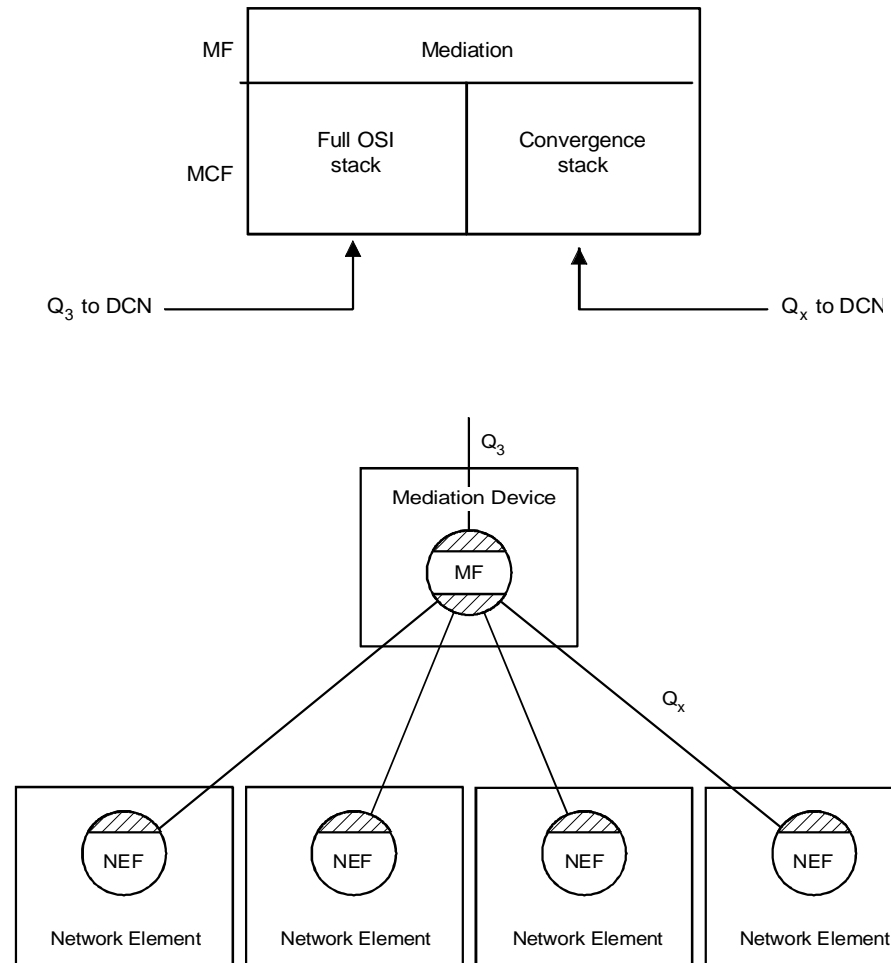 MF
Mediation
MCF
Full OSI
stack
Convergence
stack
Q3 to DCN
Qx to DCN
Q3
Mediation Device
MF
Qx
NEF
NEF
NEF
NEF
Network Element
Network Element
Network Element
Network Element